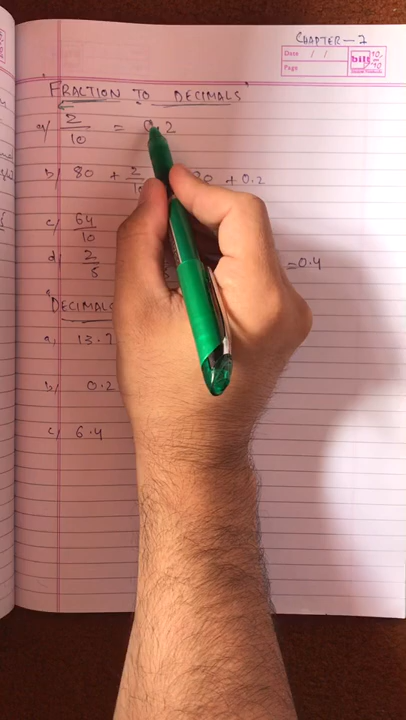 CHAPTER - 7
Date / /
Page
bilt
FRACTION TO DECIMALS
a/ 2/10 = 0.2
b/ 80 + 2/ + 0.2
c/ 64/10
d/ 2/5 = 0.4
DECIMALS
a, 13.7
b/ 0.2
c/ 6.4